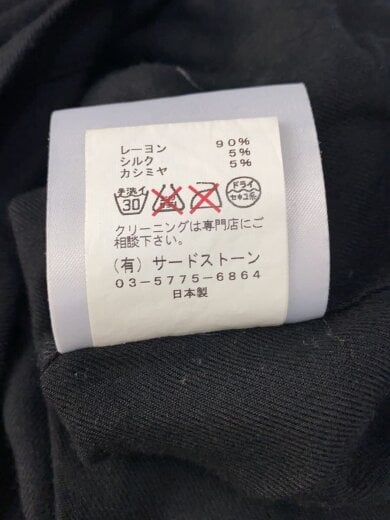 レーヨン 90%
シルク 5%
カシミヤ 5%
手洗イ 30 ドライ セキユ系
クリーニングは専門店にご
相談下さい。
(有) サードストーン
03-5775-6864
日本製